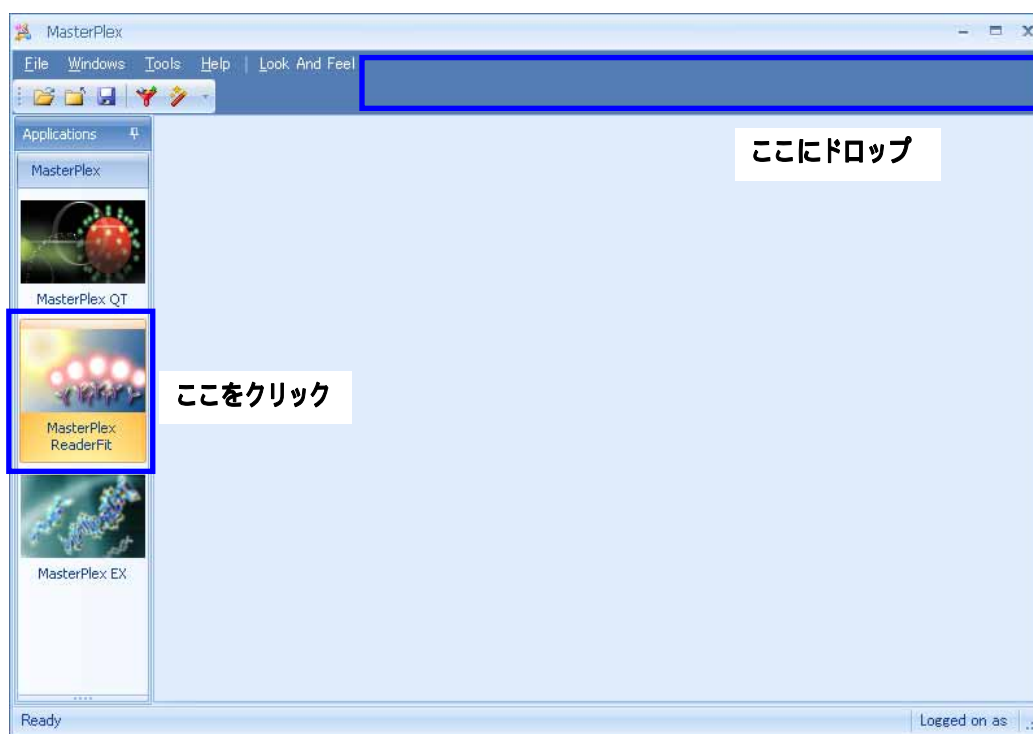 MasterPlex
File Windows Tools Help | Look And Feel
Applications
MasterPlex
ここにドロップ
MasterPlex QT
ここをクリック
MasterPlex
ReaderFit
MasterPlex EX
Ready
Logged on as